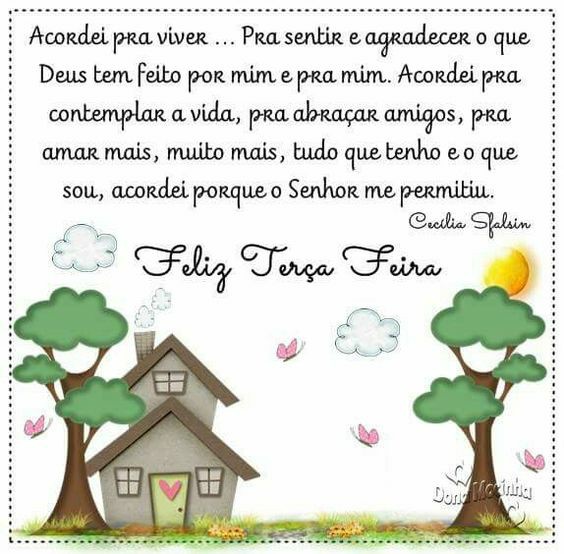 Acordei pra viver ... Pra sentir e agradecer o que
Deus tem feito por mim e pra mim. Acordei pra
contemplar a vida, pra abraçar amigos, pra
amar mais, muito mais, tudo que tenho e o que
sou, acordei porque o Senhor me permitiu.
Cecilia Sfalsin
Feliz Terça Feira
Dona Mocinha